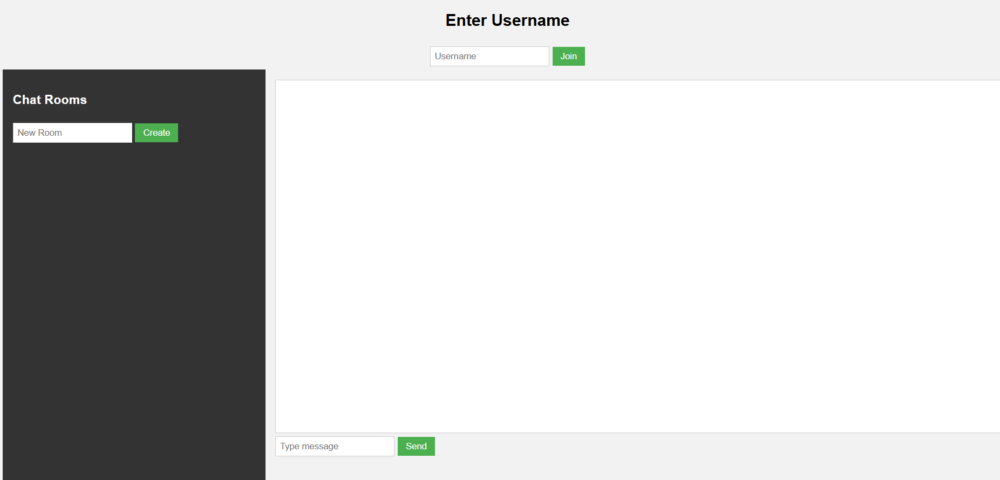 Enter Username
Username Join
Chat Rooms
New Room Create
Type message Send